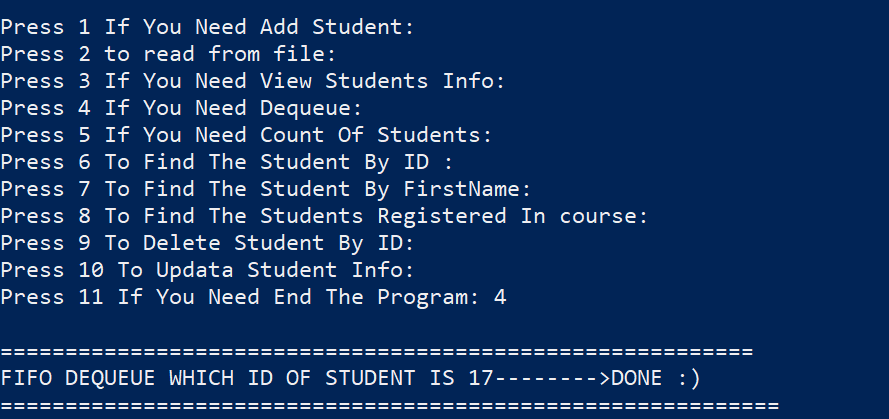 Press 1 If You Need Add Student:
Press 2 to read from file:
Press 3 If You Need View Students Info:
Press 4 If You Need Dequeue:
Press 5 If You Need Count Of Students:
Press 6 To Find The Student By ID :
Press 7 To Find The Student By FirstName:
Press 8 To Find The Students Registered In course:
Press 9 To Delete Student By ID:
Press 10 To Updata Student Info:
Press 11 If You Need End The Program: 4
==========================================================
FIFO DEQUEUE WHICH ID OF STUDENT IS 17-------->DONE :)
============================================================